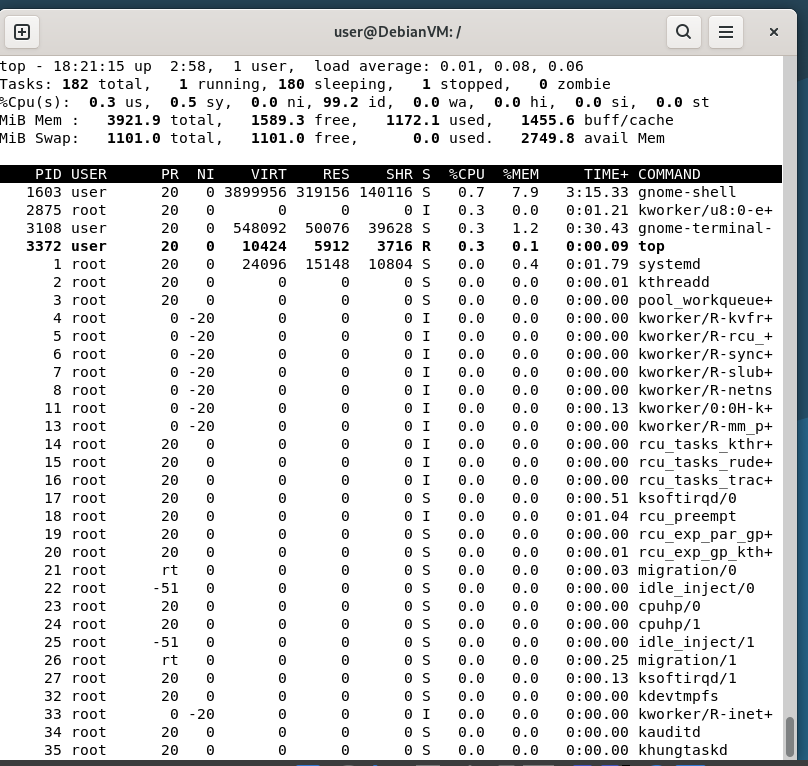 user@DebianVM: /
top - 18:21:15 up  2:58,  1 user,  load average: 0.01, 0.08, 0.06
Tasks: 182 total,   1 running, 180 sleeping,   1 stopped,   0 zombie
%Cpu(s):  0.3 us,  0.5 sy,  0.0 ni, 99.2 id,  0.0 wa,  0.0 hi,  0.0 si,  0.0 st
MiB Mem :   3921.9 total,   1589.3 free,   1172.1 used,   1455.6 buff/cache
MiB Swap:   1101.0 total,   1101.0 free,      0.0 used.   2749.8 avail Mem
PID USER      PR  NI    VIRT    RES    SHR S  %CPU  %MEM     TIME+ COMMAND
1603 user      20   0 3899956 319156 140116 S   0.7   7.9   3:15.33 gnome-shell
2875 root      20   0       0      0      0 I   0.3   0.0   0:01.21 kworker/u8:0-e+
3108 user      20   0  548092  50076  39628 S   0.3   1.2   0:30.43 gnome-terminal-
3372 user      20   0   10424   5912   3716 R   0.3   0.1   0:00.09 top
1 root      20   0   24096  15148  10804 S   0.0   0.4   0:01.79 systemd
2 root      20   0       0      0      0 S   0.0   0.0   0:00.01 kthreadd
3 root      20   0       0      0      0 S   0.0   0.0   0:00.00 pool_workqueue+
4 root       0 -20       0      0      0 I   0.0   0.0   0:00.00 kworker/R-kvfr+
5 root       0 -20       0      0      0 I   0.0   0.0   0:00.00 kworker/R-rcu_+
6 root       0 -20       0      0      0 I   0.0   0.0   0:00.00 kworker/R-sync+
7 root       0 -20       0      0      0 I   0.0   0.0   0:00.00 kworker/R-slub+
8 root       0 -20       0      0      0 I   0.0   0.0   0:00.00 kworker/R-netns
11 root       0 -20       0      0      0 I   0.0   0.0   0:00.13 kworker/0:0H-k+
13 root       0 -20       0      0      0 I   0.0   0.0   0:00.00 kworker/R-mm_p+
14 root      20   0       0      0      0 I   0.0   0.0   0:00.00 rcu_tasks_kthr+
15 root      20   0       0      0      0 I   0.0   0.0   0:00.00 rcu_tasks_rude+
16 root      20   0       0      0      0 I   0.0   0.0   0:00.00 rcu_tasks_trac+
17 root      20   0       0      0      0 S   0.0   0.0   0:00.51 ksoftirqd/0
18 root      20   0       0      0      0 I   0.0   0.0   0:01.04 rcu_preempt
19 root      20   0       0      0      0 S   0.0   0.0   0:00.00 rcu_exp_par_gp+
20 root      20   0       0      0      0 S   0.0   0.0   0:00.01 rcu_exp_gp_kth+
21 root      rt   0       0      0      0 S   0.0   0.0   0:00.03 migration/0
22 root     -51   0       0      0      0 S   0.0   0.0   0:00.00 idle_inject/0
23 root      20   0       0      0      0 S   0.0   0.0   0:00.00 cpuhp/0
24 root      20   0       0      0      0 S   0.0   0.0   0:00.00 cpuhp/1
25 root     -51   0       0      0      0 S   0.0   0.0   0:00.00 idle_inject/1
26 root      rt   0       0      0      0 S   0.0   0.0   0:00.25 migration/1
27 root      20   0       0      0      0 S   0.0   0.0   0:00.13 ksoftirqd/1
32 root      20   0       0      0      0 S   0.0   0.0   0:00.00 kdevtmpfs
33 root       0 -20       0      0      0 I   0.0   0.0   0:00.00 kworker/R-inet+
34 root      20   0       0      0      0 S   0.0   0.0   0:00.00 kauditd
35 root      20   0       0      0      0 S   0.0   0.0   0:00.00 khungtaskd